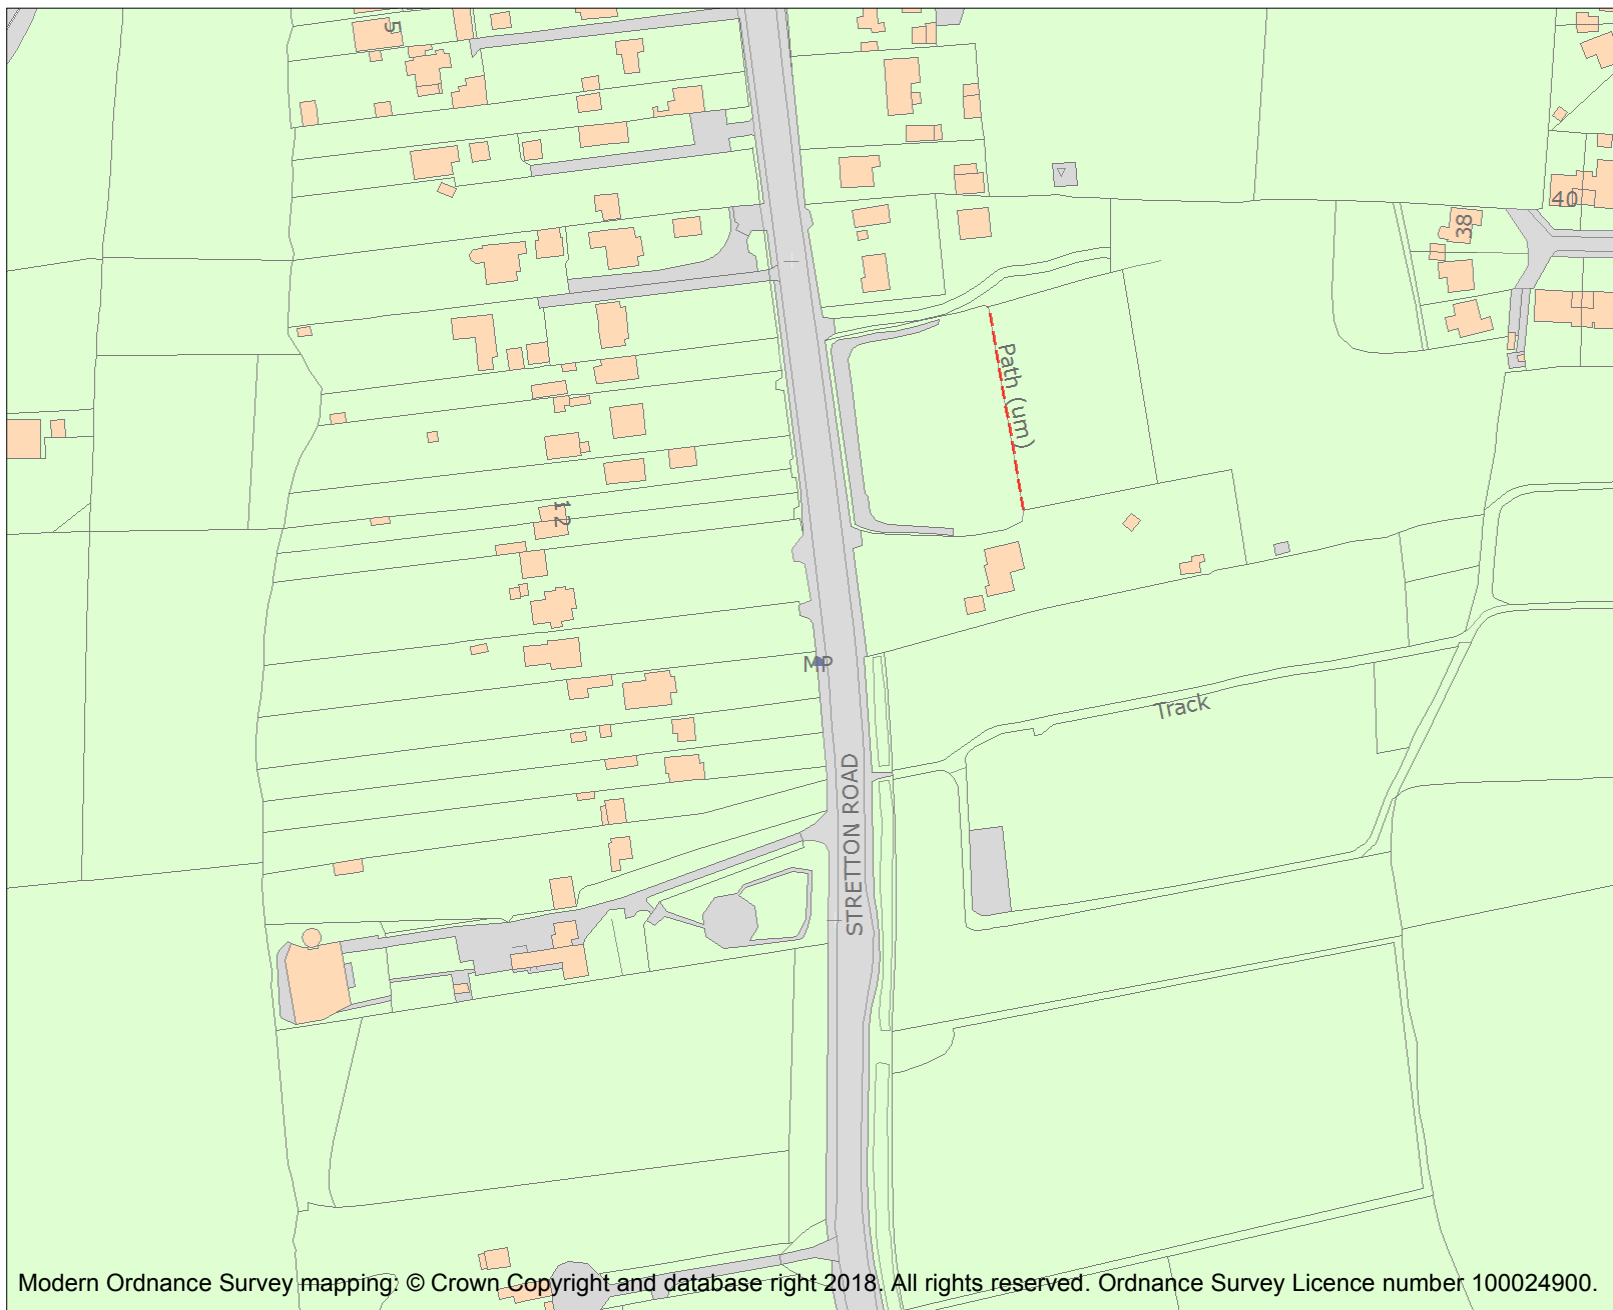 5
40
38
Path (um)
12
MP
Track
STRETTON ROAD
Modern Ordnance Survey mapping: © Crown Copyright and database right 2018. All rights reserved. Ordnance Survey Licence number 100024900.